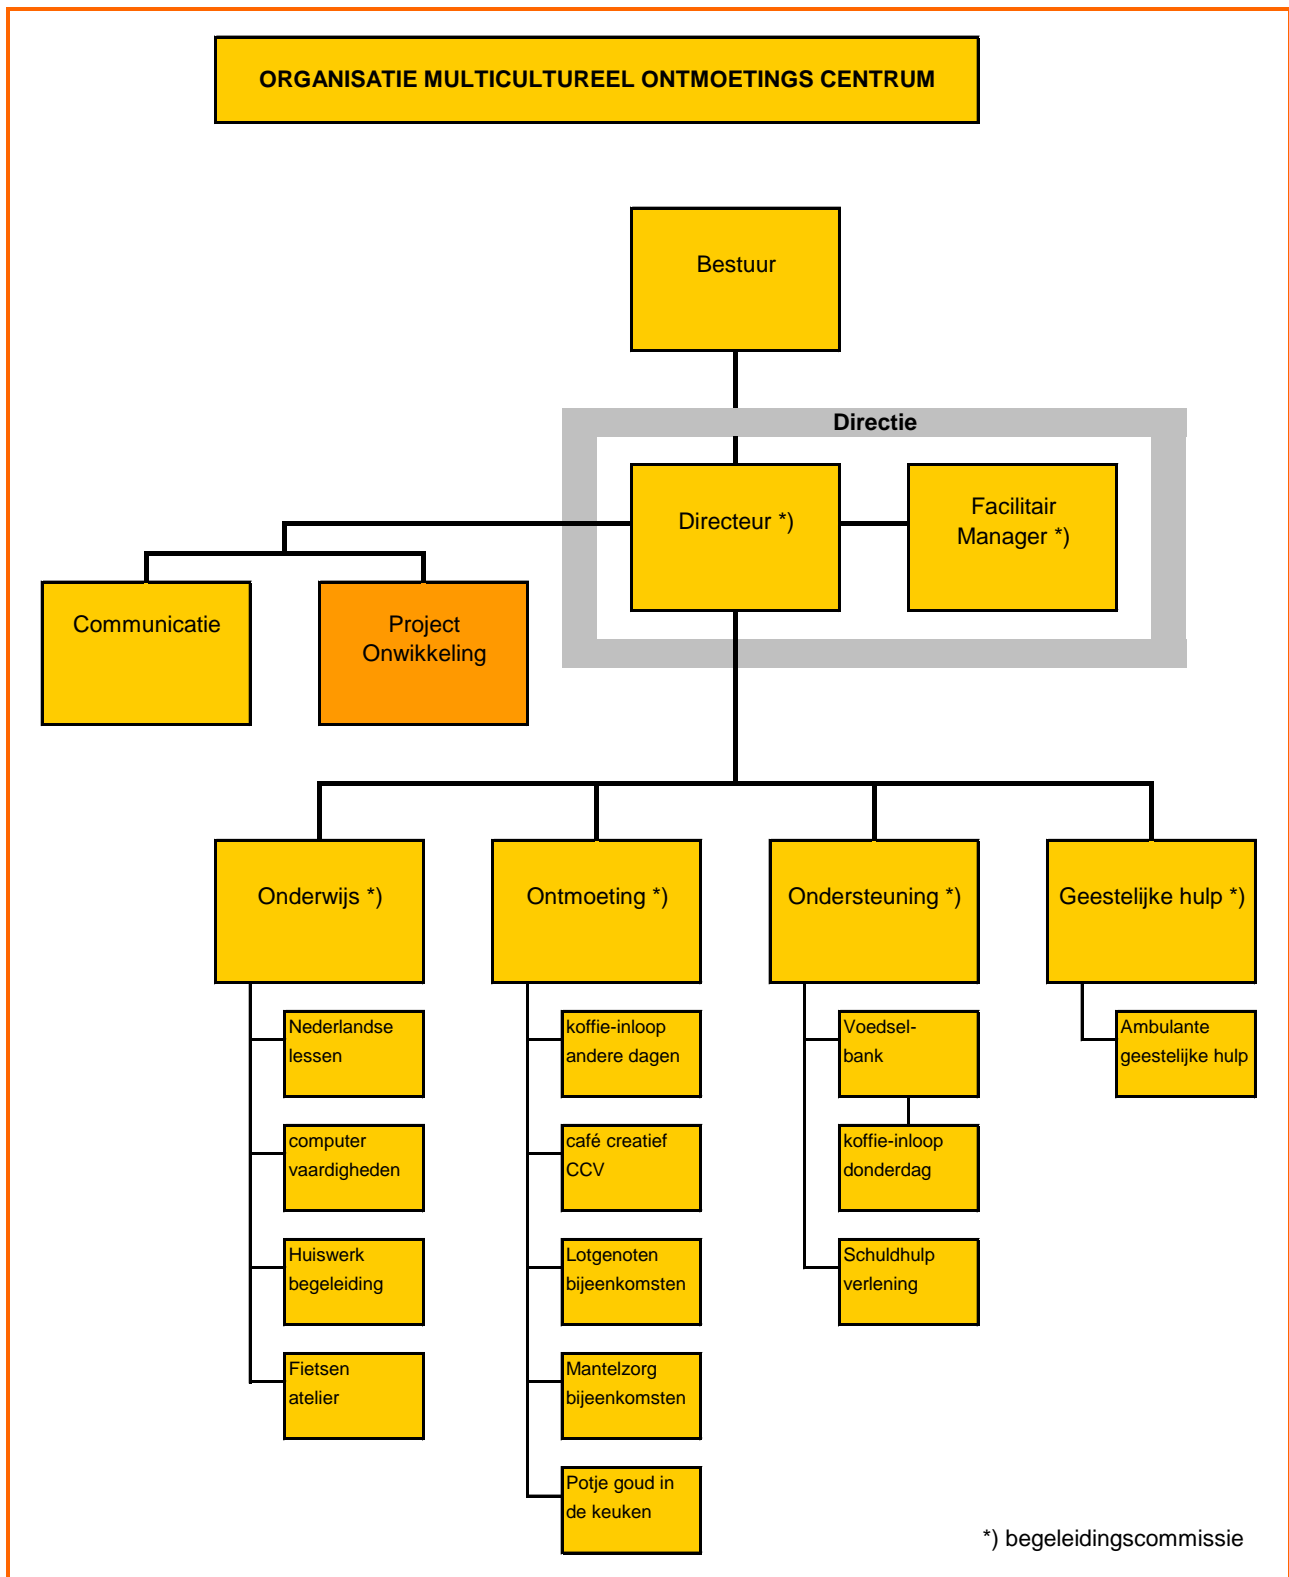 ORGANISATIE MULTICULTUREEL ONTMOETINGS CENTRUM
Bestuur
Directie
Directeur *)
Facilitair
Manager *)
Communicatie
Project
Onwikkeling
Onderwijs *)
Ontmoeting *)
Ondersteuning *)
Geestelijke hulp *)
Nederlandse
lessen
computer
vaardigheden
Huiswerk
begeleiding
Fietsen
atelier
koffie-inloop
andere dagen
café creatief
CCV
Lotgenoten
bijeenkomsten
Mantelzorg
bijeenkomsten
Potje goud in
de keuken
Voedsel-
bank
koffie-inloop
donderdag
Schuldhulp
verlening
Ambulante
geestelijke hulp
*) begeleidingscommissie